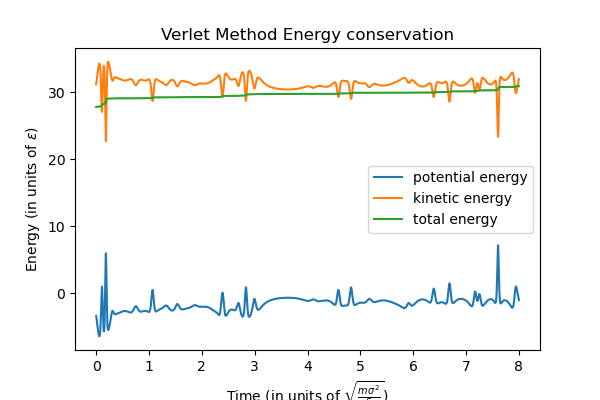 Verlet Method Energy conservation
Energy (in units of ε)
30
20
10
0
potential energy
kinetic energy
total energy
0 1 2 3 4 5 6 7 8
Time (in units of √(mσ²/ε))